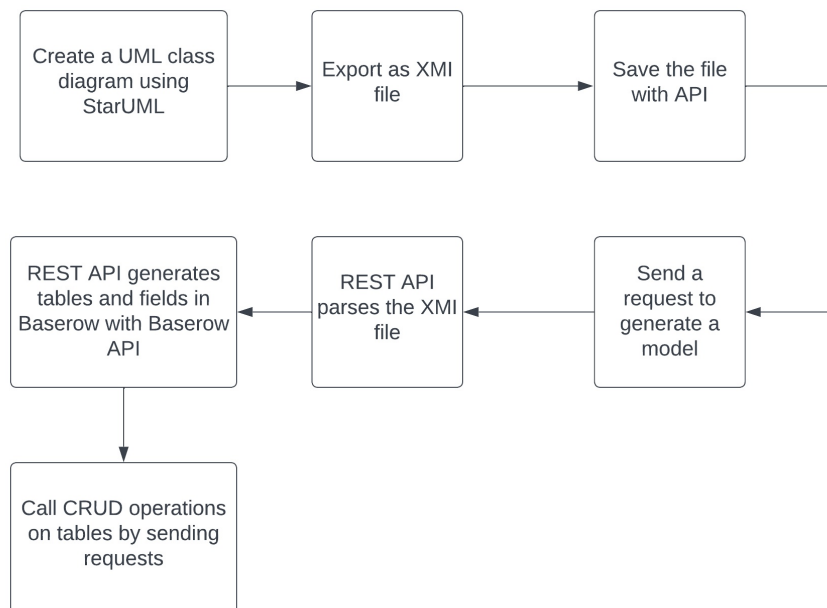 Create a UML class
diagram using
StarUML
Export as XMI
file
Save the file
with API
REST API generates
tables and fields in
Baserow with Baserow
API
REST API
parses the XMI
file
Send a
request to
generate a
model
Call CRUD operations
on tables by sending
requests